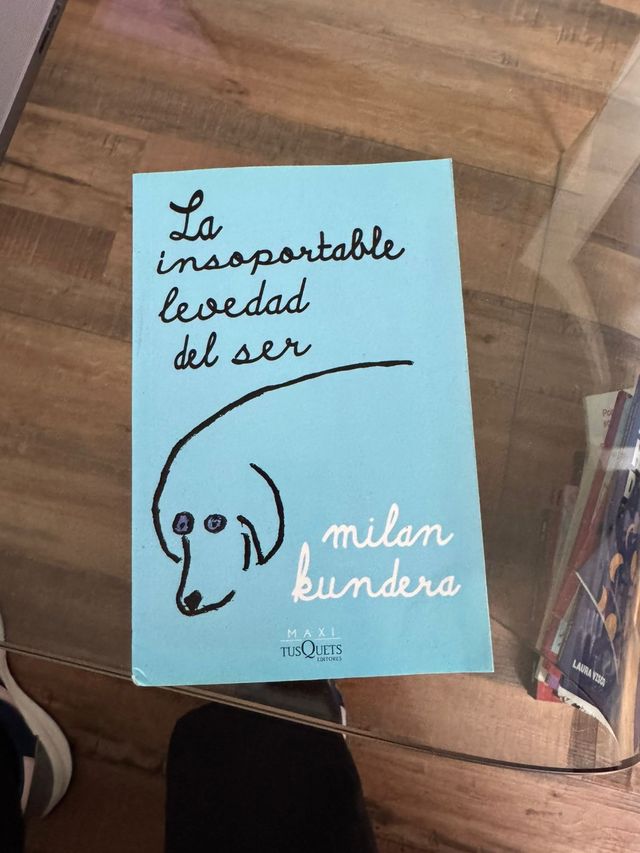 La
insoportable
levedad
del ser
milan
kundera
MAXI
TUSQUETS
EDITORES
LAURA